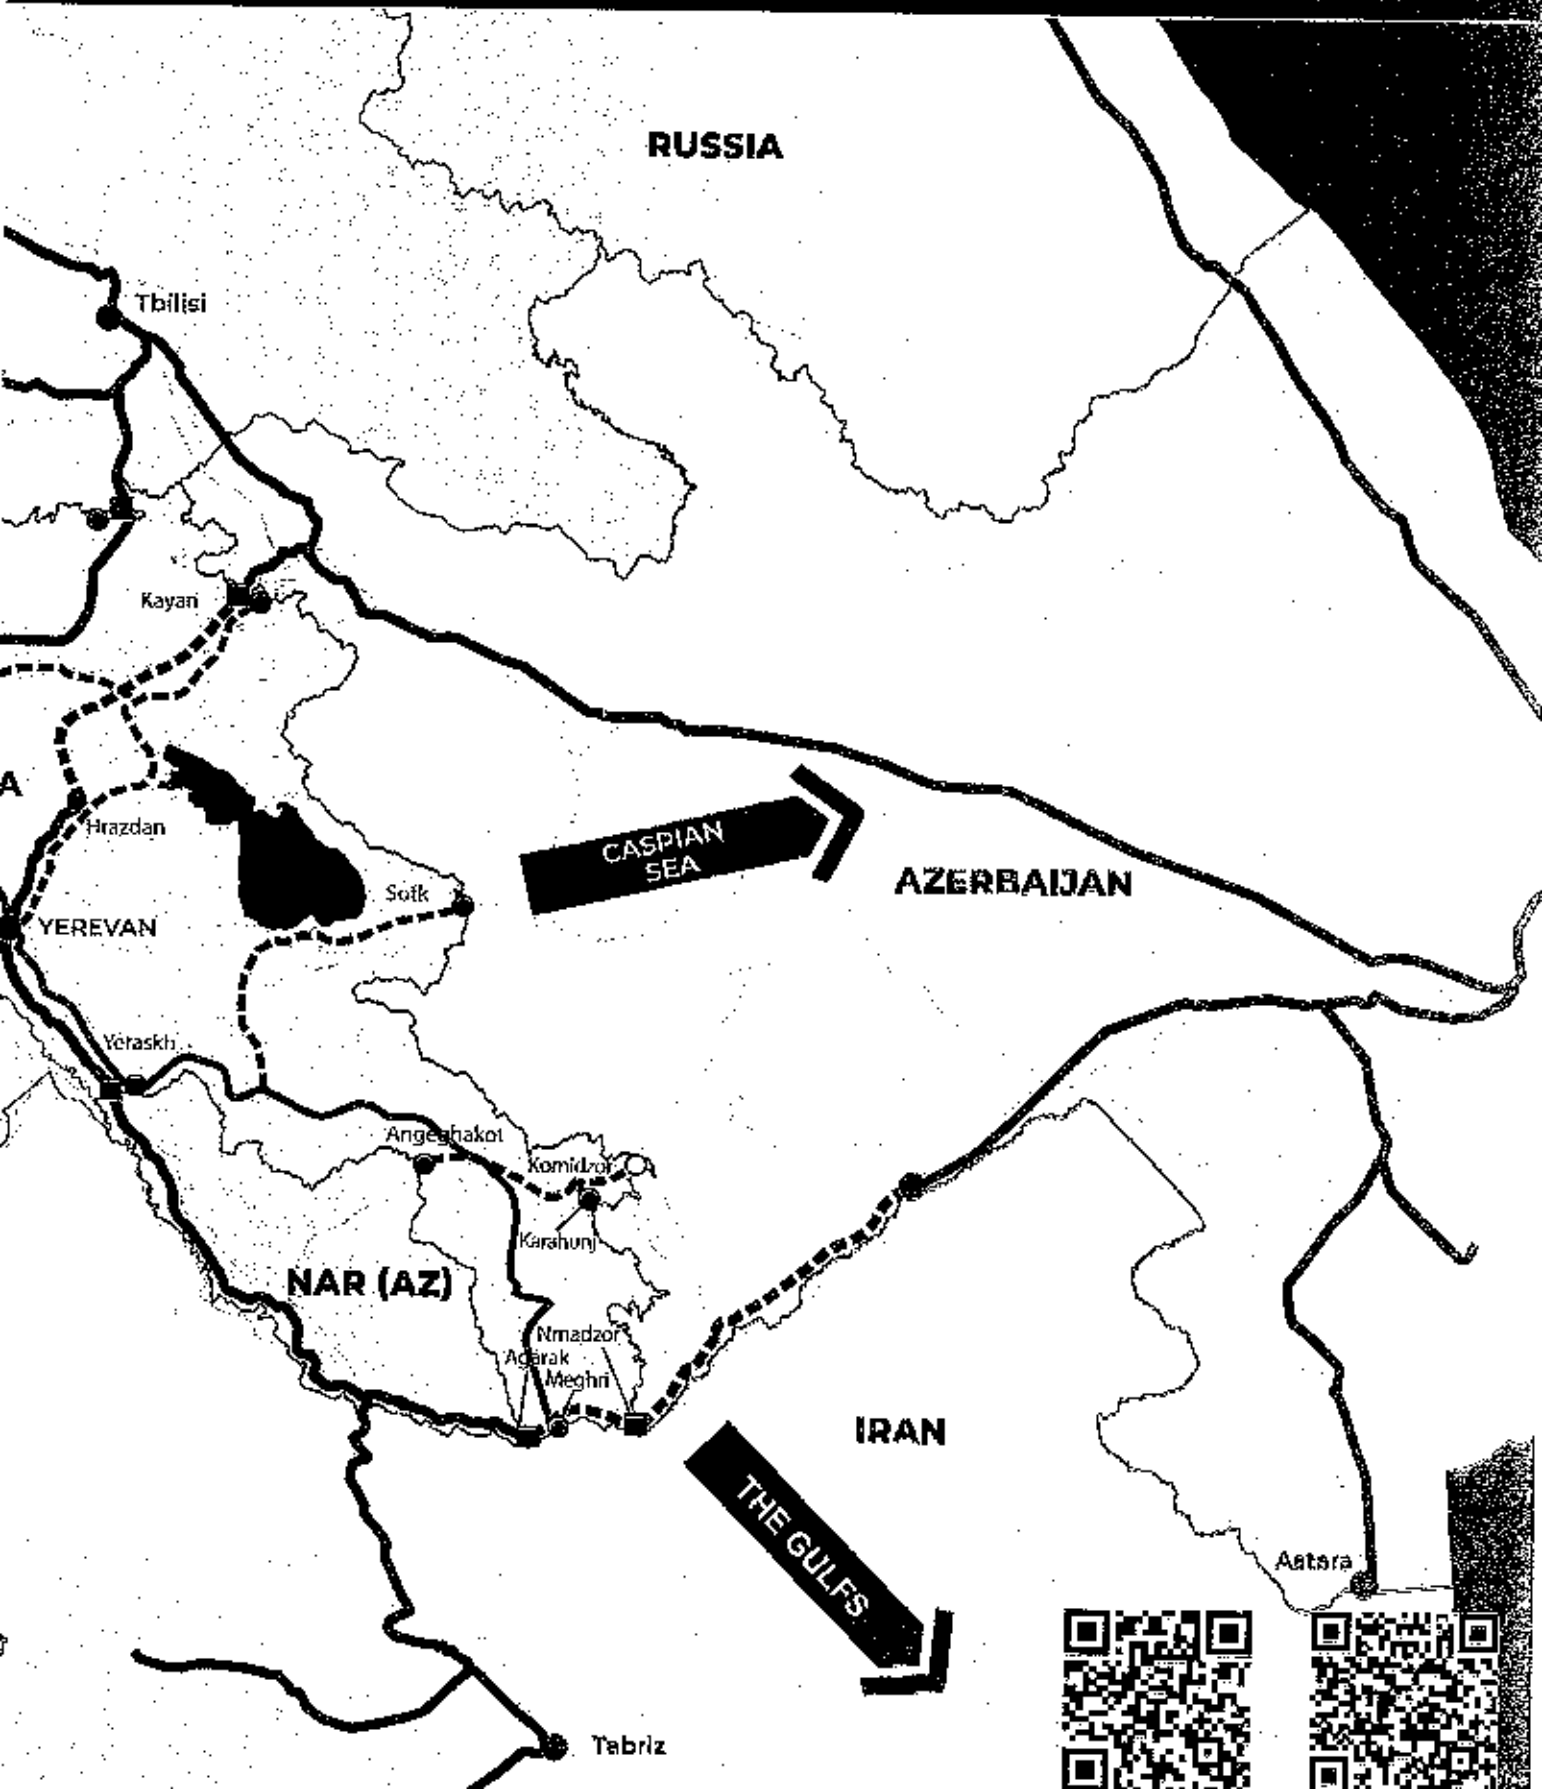 RUSSIA
Tbilisi
Kayan
A
Hrazdan
CASPIAN
SEA
AZERBAIJAN
Sotk
YEREVAN
Yeraskh
Angeghakot
Kornidzor
Karahunj
NAR (AZ)
Nrnadzor
Agarak
Meghri
IRAN
THE GULFS
Astara
Tabriz